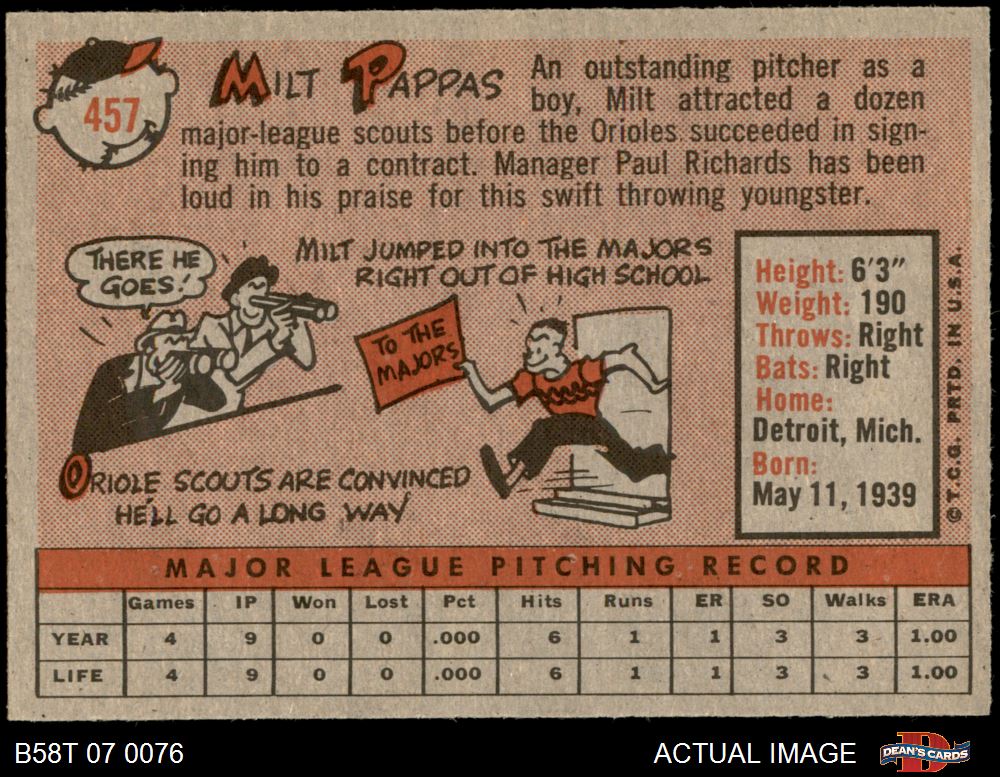 457
MILT PAPPAS
An outstanding pitcher as a
boy, Milt attracted a dozen
major-league scouts before the Orioles succeeded in sign-
ing him to a contract. Manager Paul Richards has been
loud in his praise for this swift throwing youngster.
THERE HE
GOES!
MILT JUMPED INTO THE MAJORS
RIGHT OUT OF HIGH SCHOOL
TO THE
MAJORS
ORIOLE SCOUTS ARE CONVINCED
HE'LL GO A LONG WAY
Height: 6'3"
Weight: 190
Throws: Right
Bats: Right
Home:
Detroit, Mich.
Born:
May 11, 1939
©T.C.G. PRTD. IN U.S.A.
MAJOR LEAGUE PITCHING RECORD
Games IP Won Lost Pct Hits Runs ER SO Walks ERA
YEAR 4 9 0 0 .000 6 1 1 3 3 1.00
LIFE 4 9 0 0 .000 6 1 1 3 3 1.00
B58T 07 0076
ACTUAL IMAGE
DEAN'S CARDS